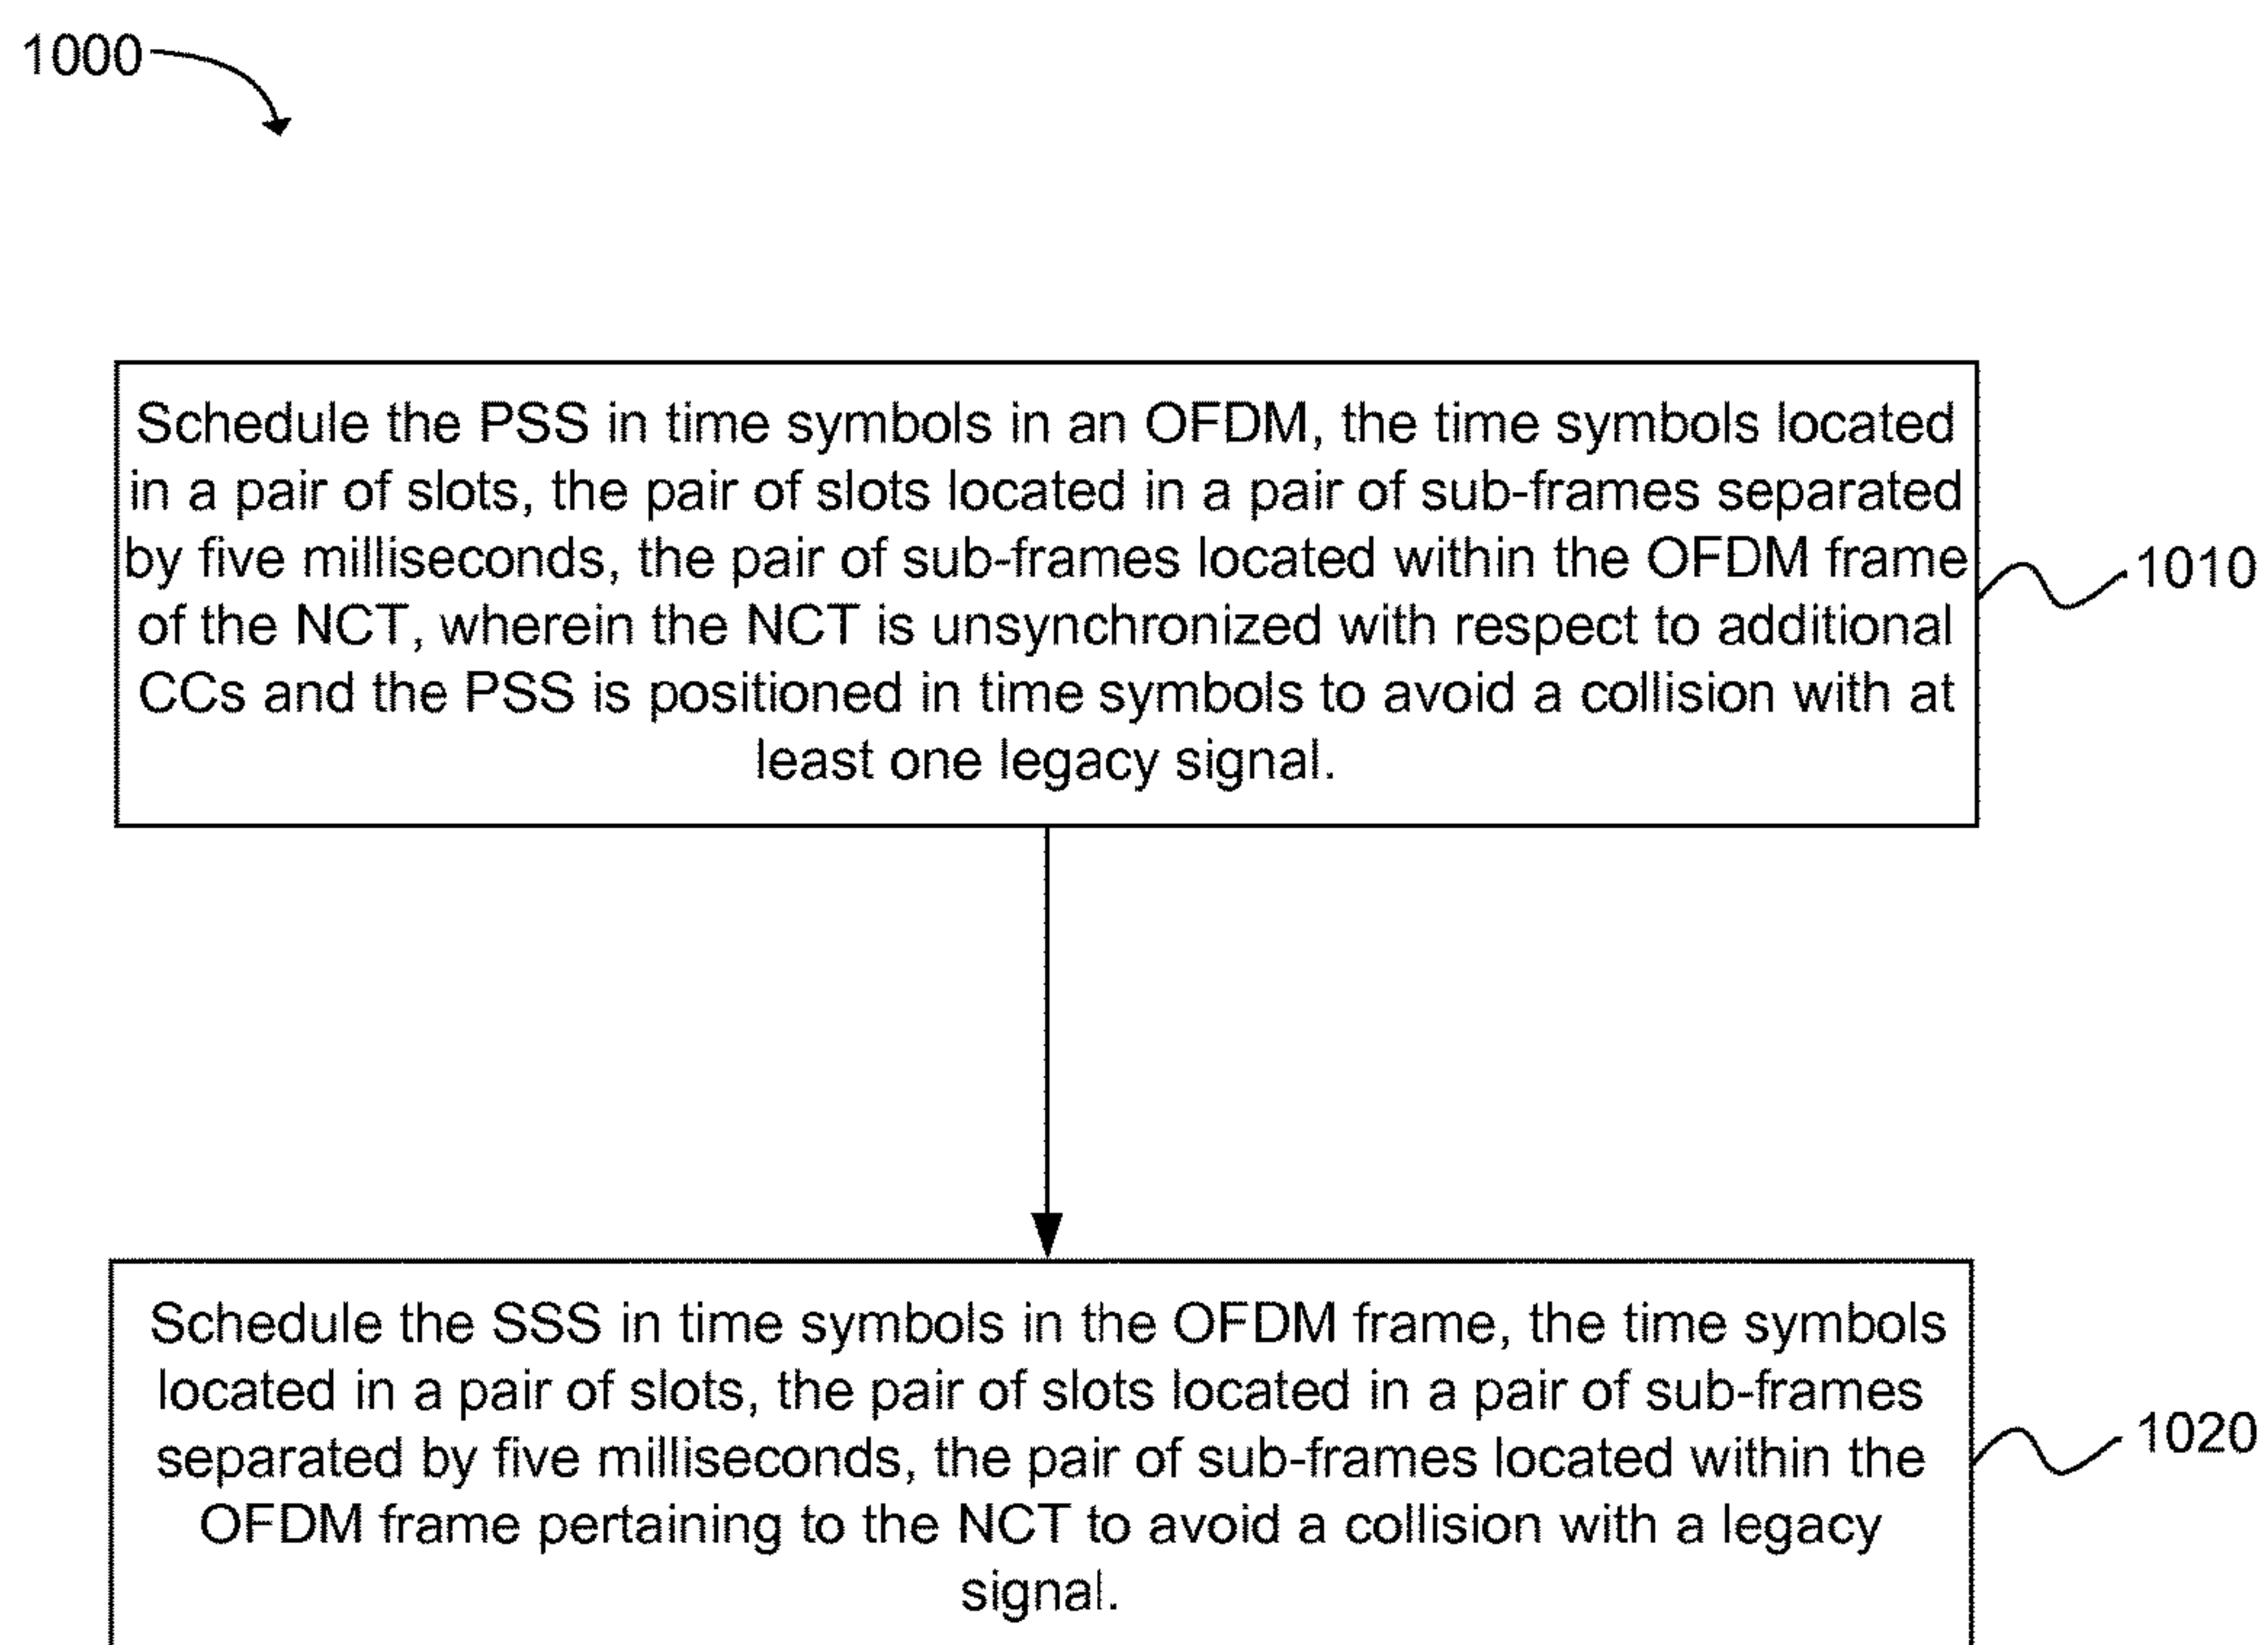 1000
Schedule the PSS in time symbols in an OFDM, the time symbols located
in a pair of slots, the pair of slots located in a pair of sub-frames separated
by five milliseconds, the pair of sub-frames located within the OFDM frame
of the NCT, wherein the NCT is unsynchronized with respect to additional
CCs and the PSS is positioned in time symbols to avoid a collision with at
least one legacy signal.
1010
Schedule the SSS in time symbols in the OFDM frame, the time symbols
located in a pair of slots, the pair of slots located in a pair of sub-frames
separated by five milliseconds, the pair of sub-frames located within the
OFDM frame pertaining to the NCT to avoid a collision with a legacy
signal.
1020